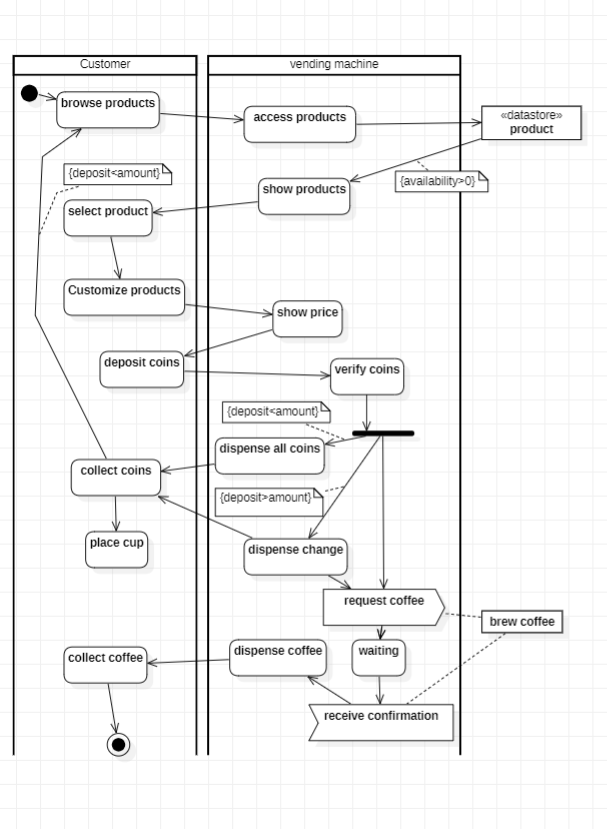 Customer
vending machine
browse products
access products
«datastore»
product
{deposit<amount}
{availability>0}
show products
select product
Customize products
show price
deposit coins
verify coins
{deposit<amount}
dispense all coins
collect coins
{deposit>amount}
place cup
dispense change
request coffee
brew coffee
collect coffee
dispense coffee
waiting
receive confirmation